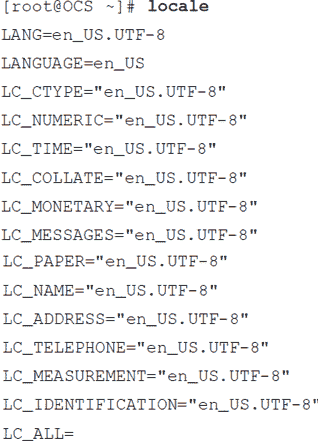 [root@OCS ~]# locale
LANG=en_US.UTF-8
LANGUAGE=en_US
LC_CTYPE="en_US.UTF-8"
LC_NUMERIC="en_US.UTF-8"
LC_TIME="en_US.UTF-8"
LC_COLLATE="en_US.UTF-8"
LC_MONETARY="en_US.UTF-8"
LC_MESSAGES="en_US.UTF-8"
LC_PAPER="en_US.UTF-8"
LC_NAME="en_US.UTF-8"
LC_ADDRESS="en_US.UTF-8"
LC_TELEPHONE="en_US.UTF-8"
LC_MEASUREMENT="en_US.UTF-8"
LC_IDENTIFICATION="en_US.UTF-8"
LC_ALL=